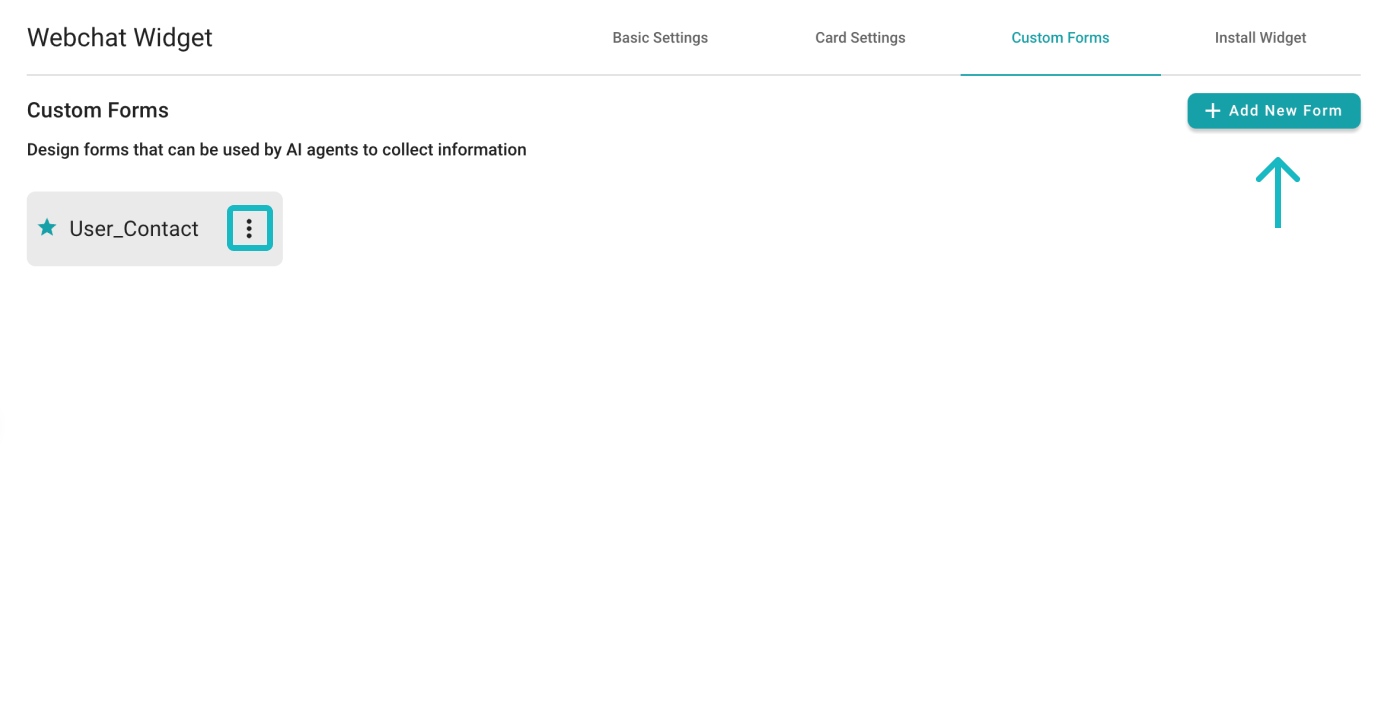 Webchat Widget
Basic Settings
Card Settings
Custom Forms
Install Widget
Custom Forms
Add New Form
Design forms that can be used by AI agents to collect information
User_Contact